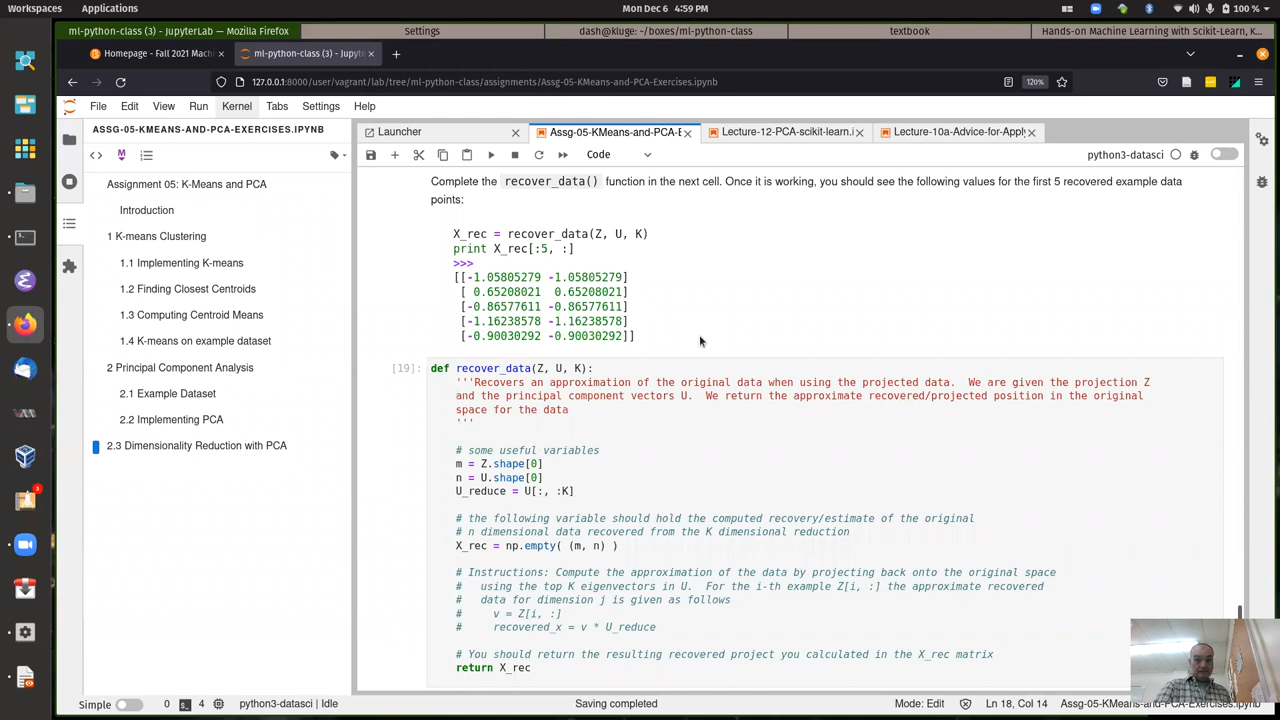 Workspaces Applications Mon Dec 6 4:59 PM 100 %
ml-python-class (3) - JupyterLab — Mozilla Firefox Settings dash@kluge: ~/boxes/ml-python-class textbook Hands-on Machine Learning with Scikit-Learn, K
Homepage - Fall 2021 Machi ml-python-class (3) - Jupyte
127.0.0.1:8000/user/vagrant/lab/tree/ml-python-class/assignments/Assg-05-KMeans-and-PCA-Exercises.ipynb 120%
File Edit View Run Kernel Tabs Settings Help
ASSG-05-KMEANS-AND-PCA-EXERCISES.IPYNB
Launcher Assg-05-KMeans-and-PCA-E Lecture-12-PCA-scikit-learn.i Lecture-10a-Advice-for-Apply
Code python3-datasci
Assignment 05: K-Means and PCA
Introduction
1 K-means Clustering
1.1 Implementing K-means
1.2 Finding Closest Centroids
1.3 Computing Centroid Means
1.4 K-means on example dataset
2 Principal Component Analysis
2.1 Example Dataset
2.2 Implementing PCA
2.3 Dimensionality Reduction with PCA
Complete the recover_data() function in the next cell. Once it is working, you should see the following values for the first 5 recovered example data
points:
X_rec = recover_data(Z, U, K)
print X_rec[:5, :]
>>>
[[-1.05805279 -1.05805279]
[ 0.65208021 0.65208021]
[-0.86577611 -0.86577611]
[-1.16238578 -1.16238578]
[-0.90030292 -0.90030292]]
[19]: def recover_data(Z, U, K):
'''Recovers an approximation of the original data when using the projected data. We are given the projection Z
and the principal component vectors U. We return the approximate recovered/projected position in the original
space for the data
'''
# some useful variables
m = Z.shape[0]
n = U.shape[0]
U_reduce = U[:, :K]
# the following variable should hold the computed recovery/estimate of the original
# n dimensional data recovered from the K dimensional reduction
X_rec = np.empty( (m, n) )
# Instructions: Compute the approximation of the data by projecting back onto the original space
# using the top K eigenvectors in U. For the i-th example Z[i, :] the approximate recovered
# data for dimension j is given as follows
# v = Z[i, :]
# recovered_x = v * U_reduce
# You should return the resulting recovered project you calculated in the X_rec matrix
return X_rec
Simple 0 4 python3-datasci | Idle Saving completed Mode: Edit Ln 18, Col 14 Assg-05-KMeans-and-PCA-Exercises.ipynb